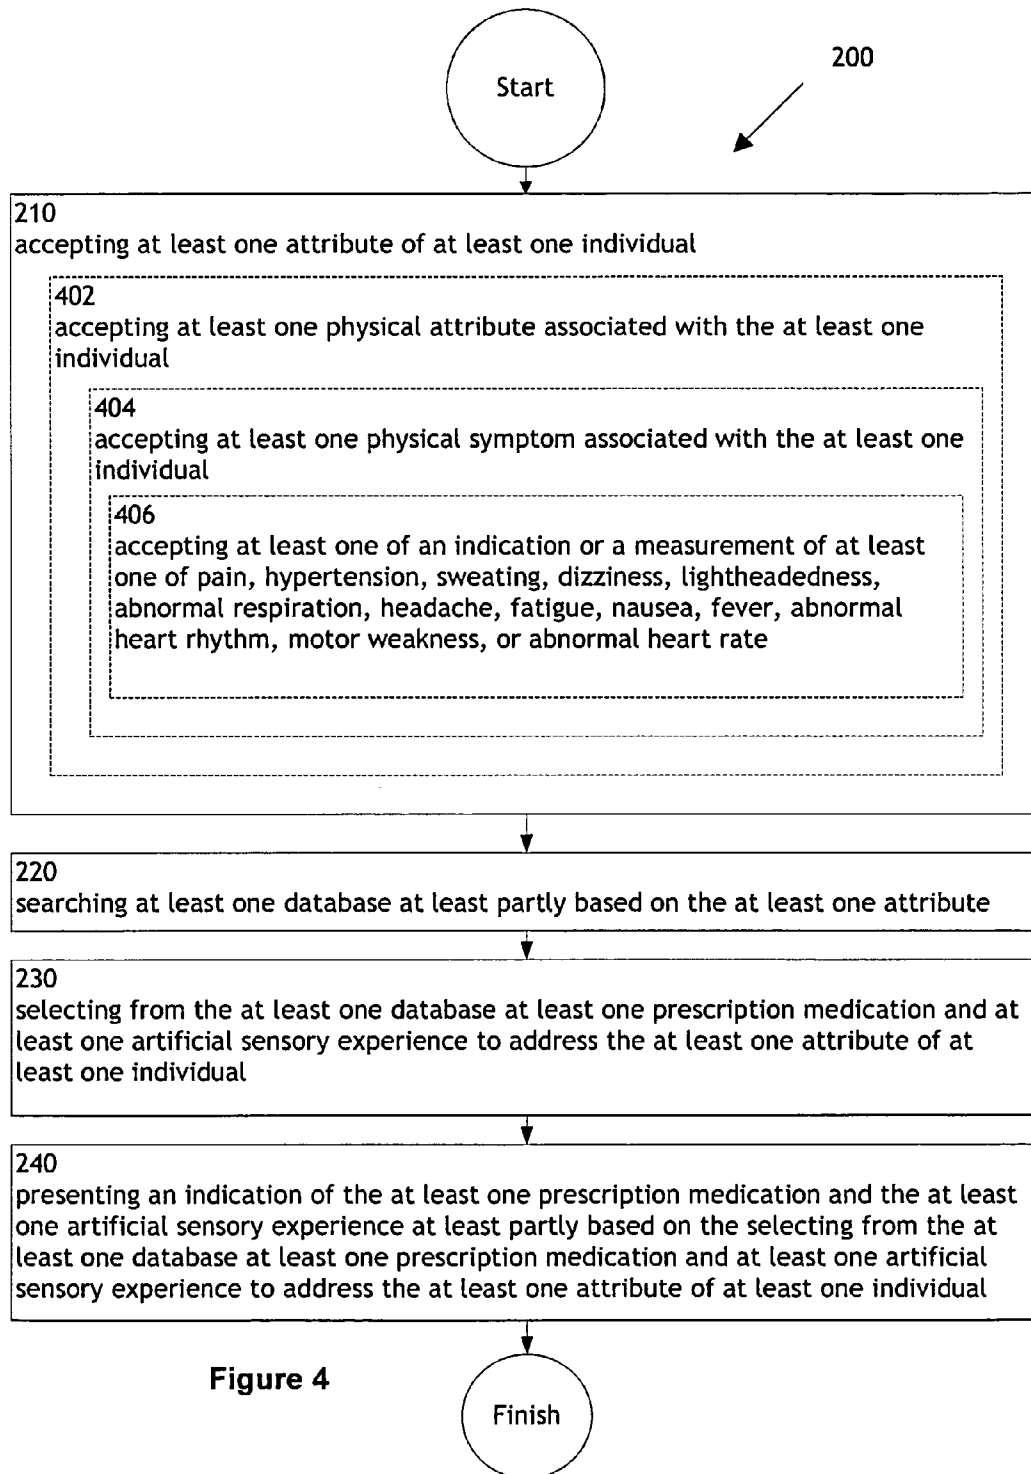 Start
200
210
accepting at least one attribute of at least one individual
402
accepting at least one physical attribute associated with the at least one
individual
404
accepting at least one physical symptom associated with the at least one
individual
406
accepting at least one of an indication or a measurement of at least
one of pain, hypertension, sweating, dizziness, lightheadedness,
abnormal respiration, headache, fatigue, nausea, fever, abnormal
heart rhythm, motor weakness, or abnormal heart rate
220
searching at least one database at least partly based on the at least one attribute
230
selecting from the at least one database at least one prescription medication and at
least one artificial sensory experience to address the at least one attribute of at
least one individual
240
presenting an indication of the at least one prescription medication and the at least
one artificial sensory experience at least partly based on the selecting from the at
least one database at least one prescription medication and at least one artificial
sensory experience to address the at least one attribute of at least one individual
Figure 4
Finish